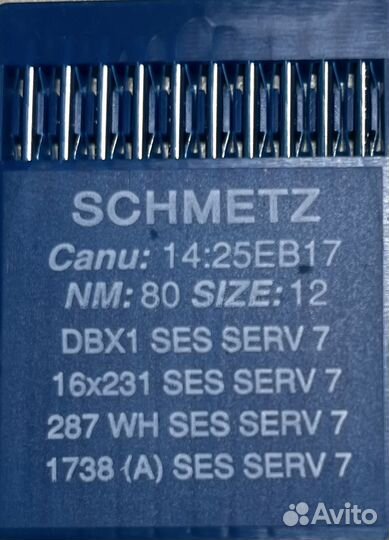 SCHMETZ
Canu: 14:25EB17
NM: 80 SIZE: 12
DBX1 SES SERV 7
16x231 SES SERV 7
287 WH SES SERV 7
1738 (A) SES SERV 7
Avito